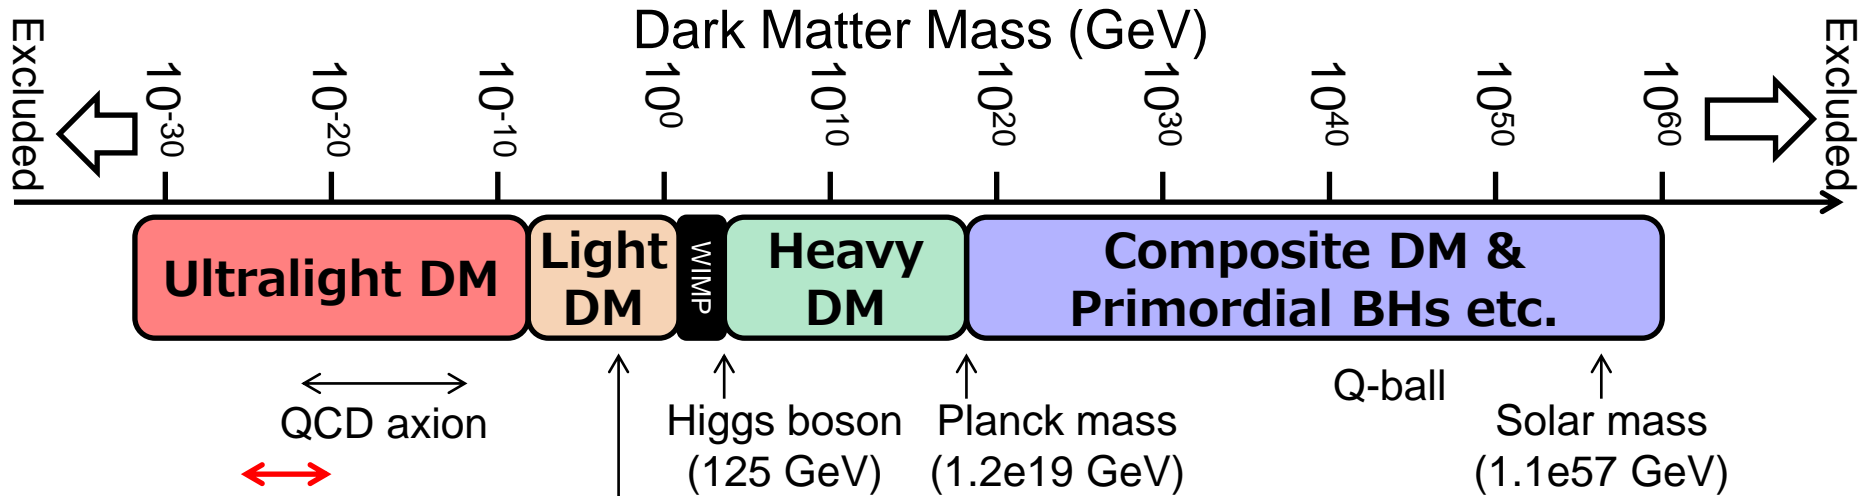 Dark Matter Mass (GeV)
Excluded
10-30
10-20
10-10
100
1010
1020
1030
1040
1050
1060
Excluded
Ultralight DM
Light
DM
WIMP
Heavy
DM
Composite DM &
Primordial BHs etc.
QCD axion
Higgs boson
(125 GeV)
Planck mass
(1.2e19 GeV)
Q-ball
Solar mass
(1.1e57 GeV)